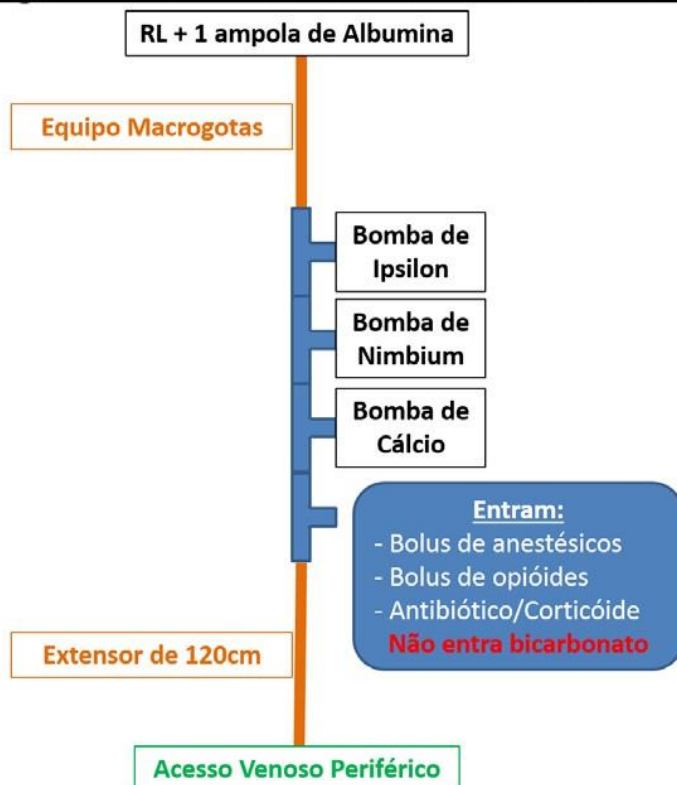 RL + 1 ampola de Albumina
Equipo Macrogotas
Bomba de
Ipsilon
Bomba de
Nimbium
Bomba de
Cálcio
Entram:
- Bolus de anestésicos
- Bolus de opióides
- Antibiótico/Corticóide
Não entra bicarbonato
Extensor de 120cm
Acesso Venoso Periférico